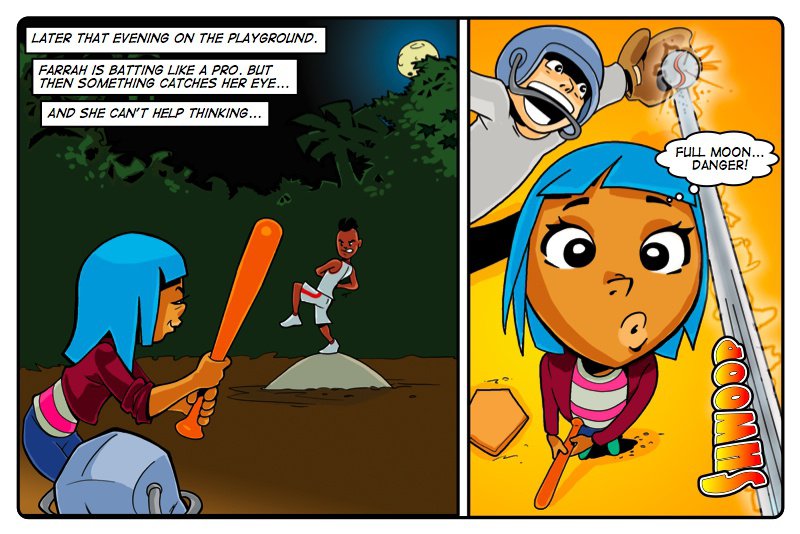 LATER THAT EVENING ON THE PLAYGROUND.
FARRAH IS BATTING LIKE A PRO. BUT
THEN SOMETHING CATCHES HER EYE...
AND SHE CAN'T HELP THINKING...
FULL MOON...
DANGER!
SHWOOP